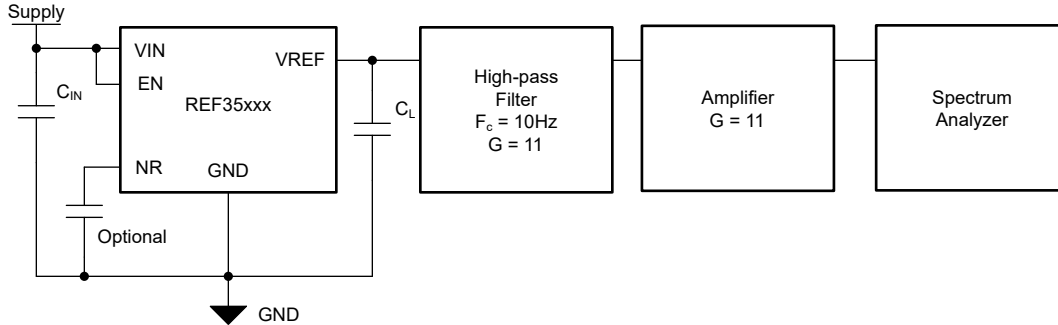 Supply
VIN
EN
REF35xxx
VREF
NR
GND
C_IN
C_L
Optional
GND
High-pass
Filter
F_c = 10Hz
G = 11
Amplifier
G = 11
Spectrum
Analyzer